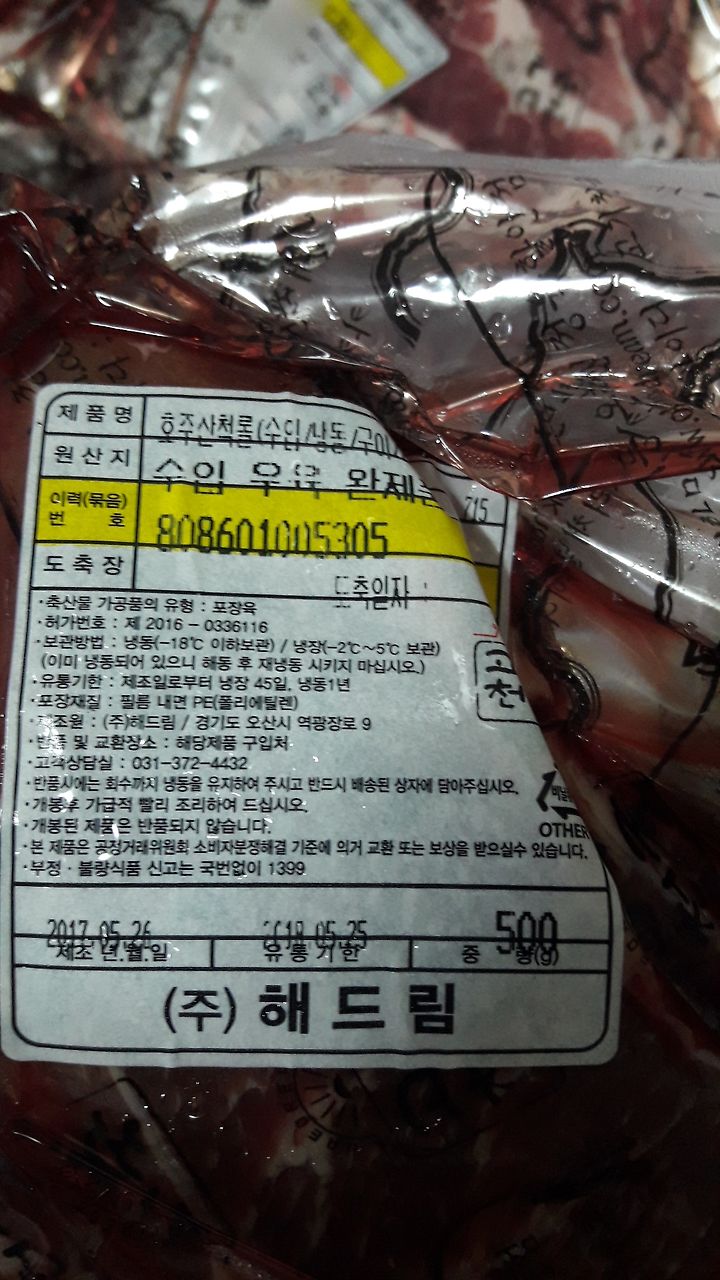 제 품 명 호주산척롤(수입/냉동/구이
원 산 지 수입 우육 완제품
715
이력(묶음)
번 호 808601005305
도 축 장 도축일자 :
·축산물 가공품의 유형 : 포장육
·허가번호 : 제 2016 - 0336116
·보관방법 : 냉동(-18℃ 이하보관) / 냉장(-2℃~5℃ 보관)
(이미 냉동되어 있으니 해동 후 재냉동 시키지 마십시오.)
·유통기한 : 제조일로부터 냉장 45일, 냉동1년
·포장재질 : 필름 내면 PE(폴리에틸렌)
·제조원 : (주)해드림 / 경기도 오산시 역광장로 9
·반품 및 교환장소 : 해당제품 구입처
·고객상담실 : 031-372-4432
·반품시에는 회수까지 냉동을 유지하여 주시고 반드시 배송된 상자에 담아주십시오.
·개봉후 가급적 빨리 조리하여 드십시오.
·개봉된 제품은 반품되지 않습니다.
·본 제품은 공정거래위원회 소비자분쟁해결 기준에 의거 교환 또는 보상을 받으실수 있습니다.
·부정 · 불량식품 신고는 국번없이 1399
OTHER
2017.05.26 2018.05.25 500
제조 년.월.일 유 통 기 한 중 량(g)
(주) 해 드 림